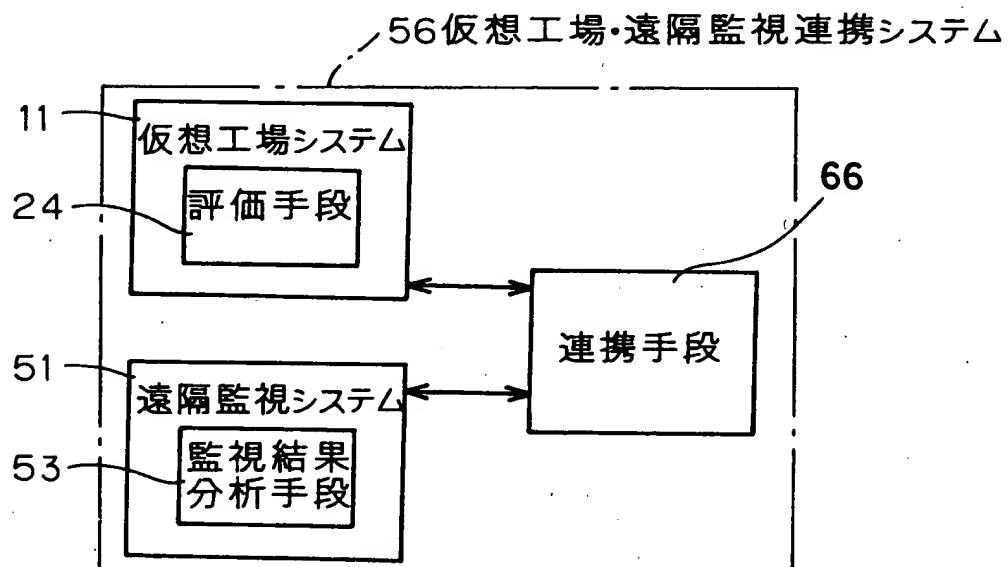 56仮想工場・遠隔監視連携システム
11
仮想工場システム
24
評価手段
66
連携手段
51
遠隔監視システム
53
監視結果
分析手段